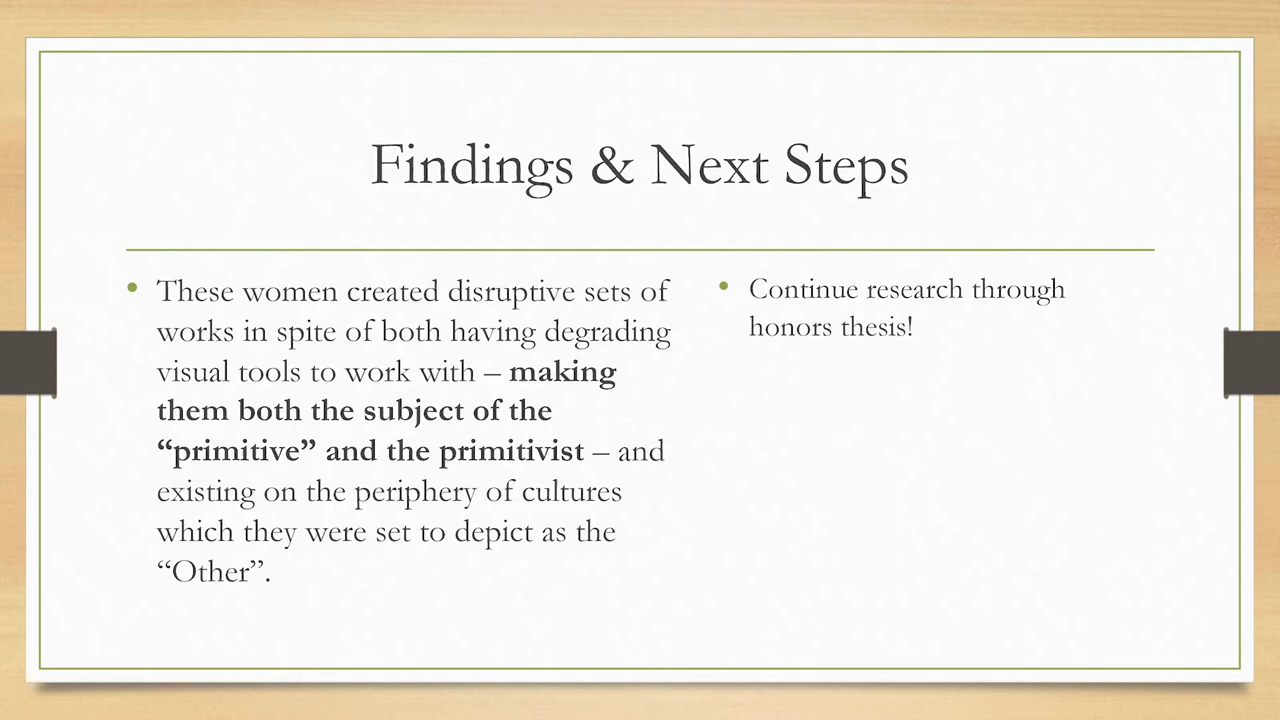 Findings & Next Steps
These women created disruptive sets of
works in spite of both having degrading
visual tools to work with – making
them both the subject of the
“primitive” and the primitivist – and
existing on the periphery of cultures
which they were set to depict as the
“Other”.
Continue research through
honors thesis!